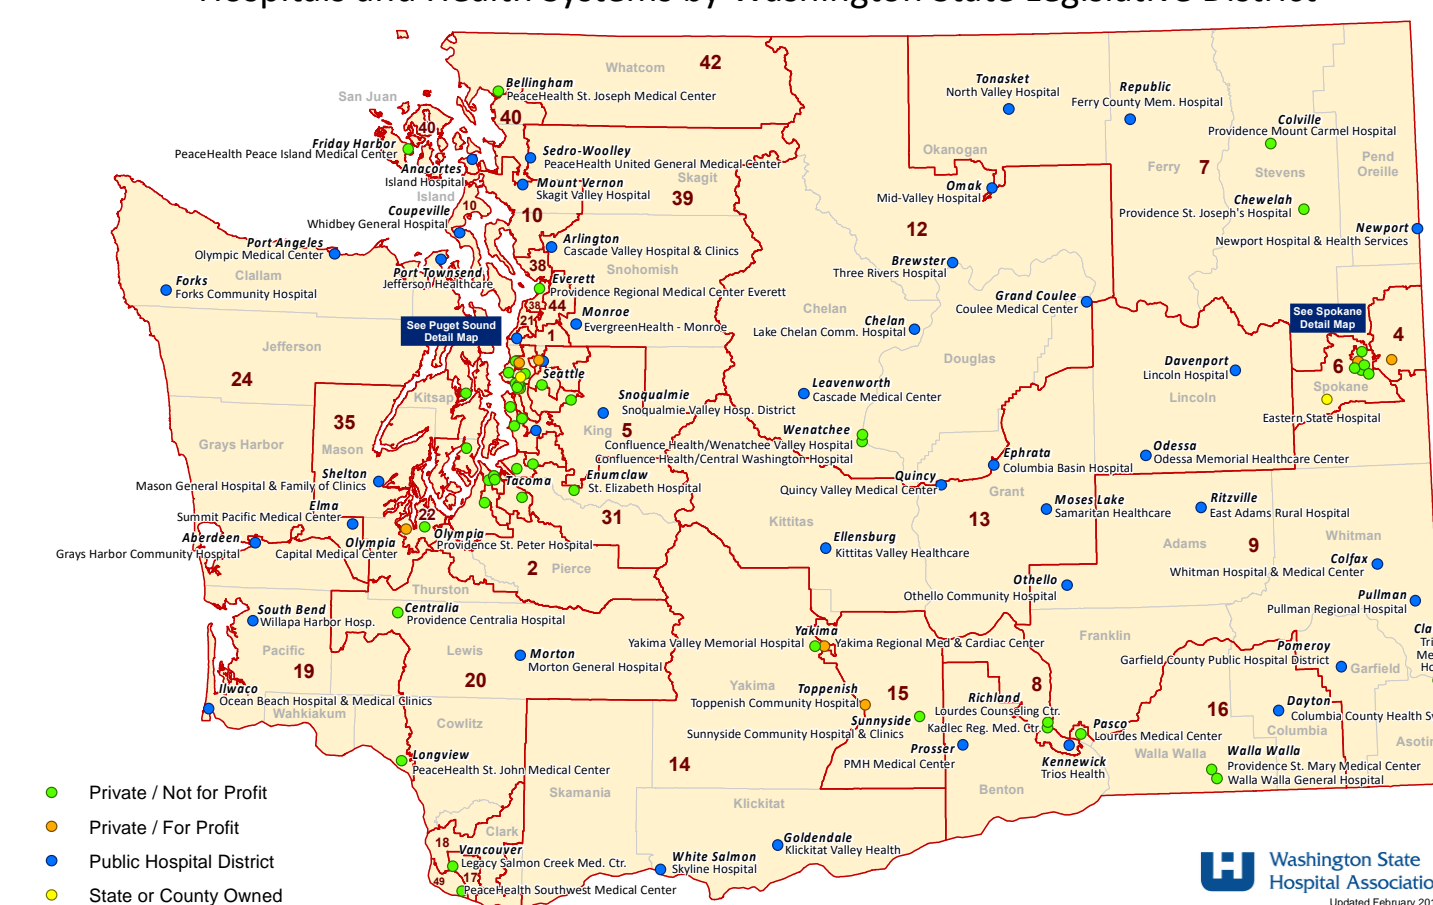 Hospitals and Health Systems by Washington State Legislative District
Whatcom
42
Bellingham
PeaceHealth St. Joseph Medical Center
San Juan
40
40
Friday Harbor
PeaceHealth Peace Island Medical Center
Anacortes
Island Hospital
Island
Sedro-Woolley
PeaceHealth United General Medical Center
Skagit
Mount Vernon
Skagit Valley Hospital
39
10
10
Coupeville
Whidbey General Hospital
Port Angeles
Olympic Medical Center
Clallam
Forks
Forks Community Hospital
Port Townsend
Jefferson Healthcare
Arlington
Cascade Valley Hospital & Clinics
38
Snohomish
Everett
Providence Regional Medical Center Everett
38
44
21
Monroe
EvergreenHealth - Monroe
1
See Puget Sound
Detail Map
Jefferson
24
Seattle
Kitsap
Snoqualmie
Snoqualmie Valley Hosp. District
King
5
35
Mason
Grays Harbor
Shelton
Mason General Hospital & Family of Clinics
Elma
Summit Pacific Medical Center
Aberdeen
Grays Harbor Community Hospital
Olympia
Capital Medical Center
22
Olympia
Providence St. Peter Hospital
Tacoma
Enumclaw
St. Elizabeth Hospital
31
2
Pierce
Thurston
Centralia
Providence Centralia Hospital
South Bend
Willapa Harbor Hosp.
Pacific
19
Lewis
20
Morton
Morton General Hospital
Ilwaco
Ocean Beach Hospital & Medical Clinics
Wahkiakum
Cowlitz
Longview
PeaceHealth St. John Medical Center
Skamania
Clark
18
Vancouver
Legacy Salmon Creek Med. Ctr.
49
17
PeaceHealth Southwest Medical Center
Tonasket
North Valley Hospital
Republic
Ferry County Mem. Hospital
Colville
Providence Mount Carmel Hospital
Okanogan
Ferry
7
Stevens
Pend
Oreille
Omak
Mid-Valley Hospital
Chewelah
Providence St. Joseph's Hospital
Newport
Newport Hospital & Health Services
12
Brewster
Three Rivers Hospital
Grand Coulee
Coulee Medical Center
Chelan
Chelan
Lake Chelan Comm. Hospital
Douglas
See Spokane
Detail Map
4
6
Spokane
Eastern State Hospital
Davenport
Lincoln Hospital
Lincoln
Leavenworth
Cascade Medical Center
Wenatchee
Confluence Health/Wenatchee Valley Hospital
Confluence Health/Central Washington Hospital
Ephrata
Columbia Basin Hospital
Odessa
Odessa Memorial Healthcare Center
Quincy
Quincy Valley Medical Center
Grant
Moses Lake
Samaritan Healthcare
Ritzville
East Adams Rural Hospital
Kittitas
13
Ellensburg
Kittitas Valley Healthcare
Adams
9
Whitman
Colfax
Whitman Hospital & Medical Center
Othello
Othello Community Hospital
Pullman
Pullman Regional Hospital
Yakima
Yakima Valley Memorial Hospital
Yakima Regional Med & Cardiac Center
Franklin
Cla
Tri
Me
Ho
Pomeroy
Garfield County Public Hospital District
Garfield
Yakima
Toppenish
Toppenish Community Hospital
15
8
Richland
Lourdes Counseling Ctr.
Kadlec Reg. Med. Ctr.
Sunnyside
Sunnyside Community Hospital & Clinics
Prosser
PMH Medical Center
Pasco
Lourdes Medical Center
Kennewick
Trios Health
16
Dayton
Columbia County Health Sy
Columbia
Asotin
Walla Walla
Walla Walla
Providence St. Mary Medical Center
Walla Walla General Hospital
Benton
14
Klickitat
Goldendale
Klickitat Valley Health
White Salmon
Skyline Hospital
Private / Not for Profit
Private / For Profit
Public Hospital District
State or County Owned
Washington State
Hospital Associatio
Updated February 201